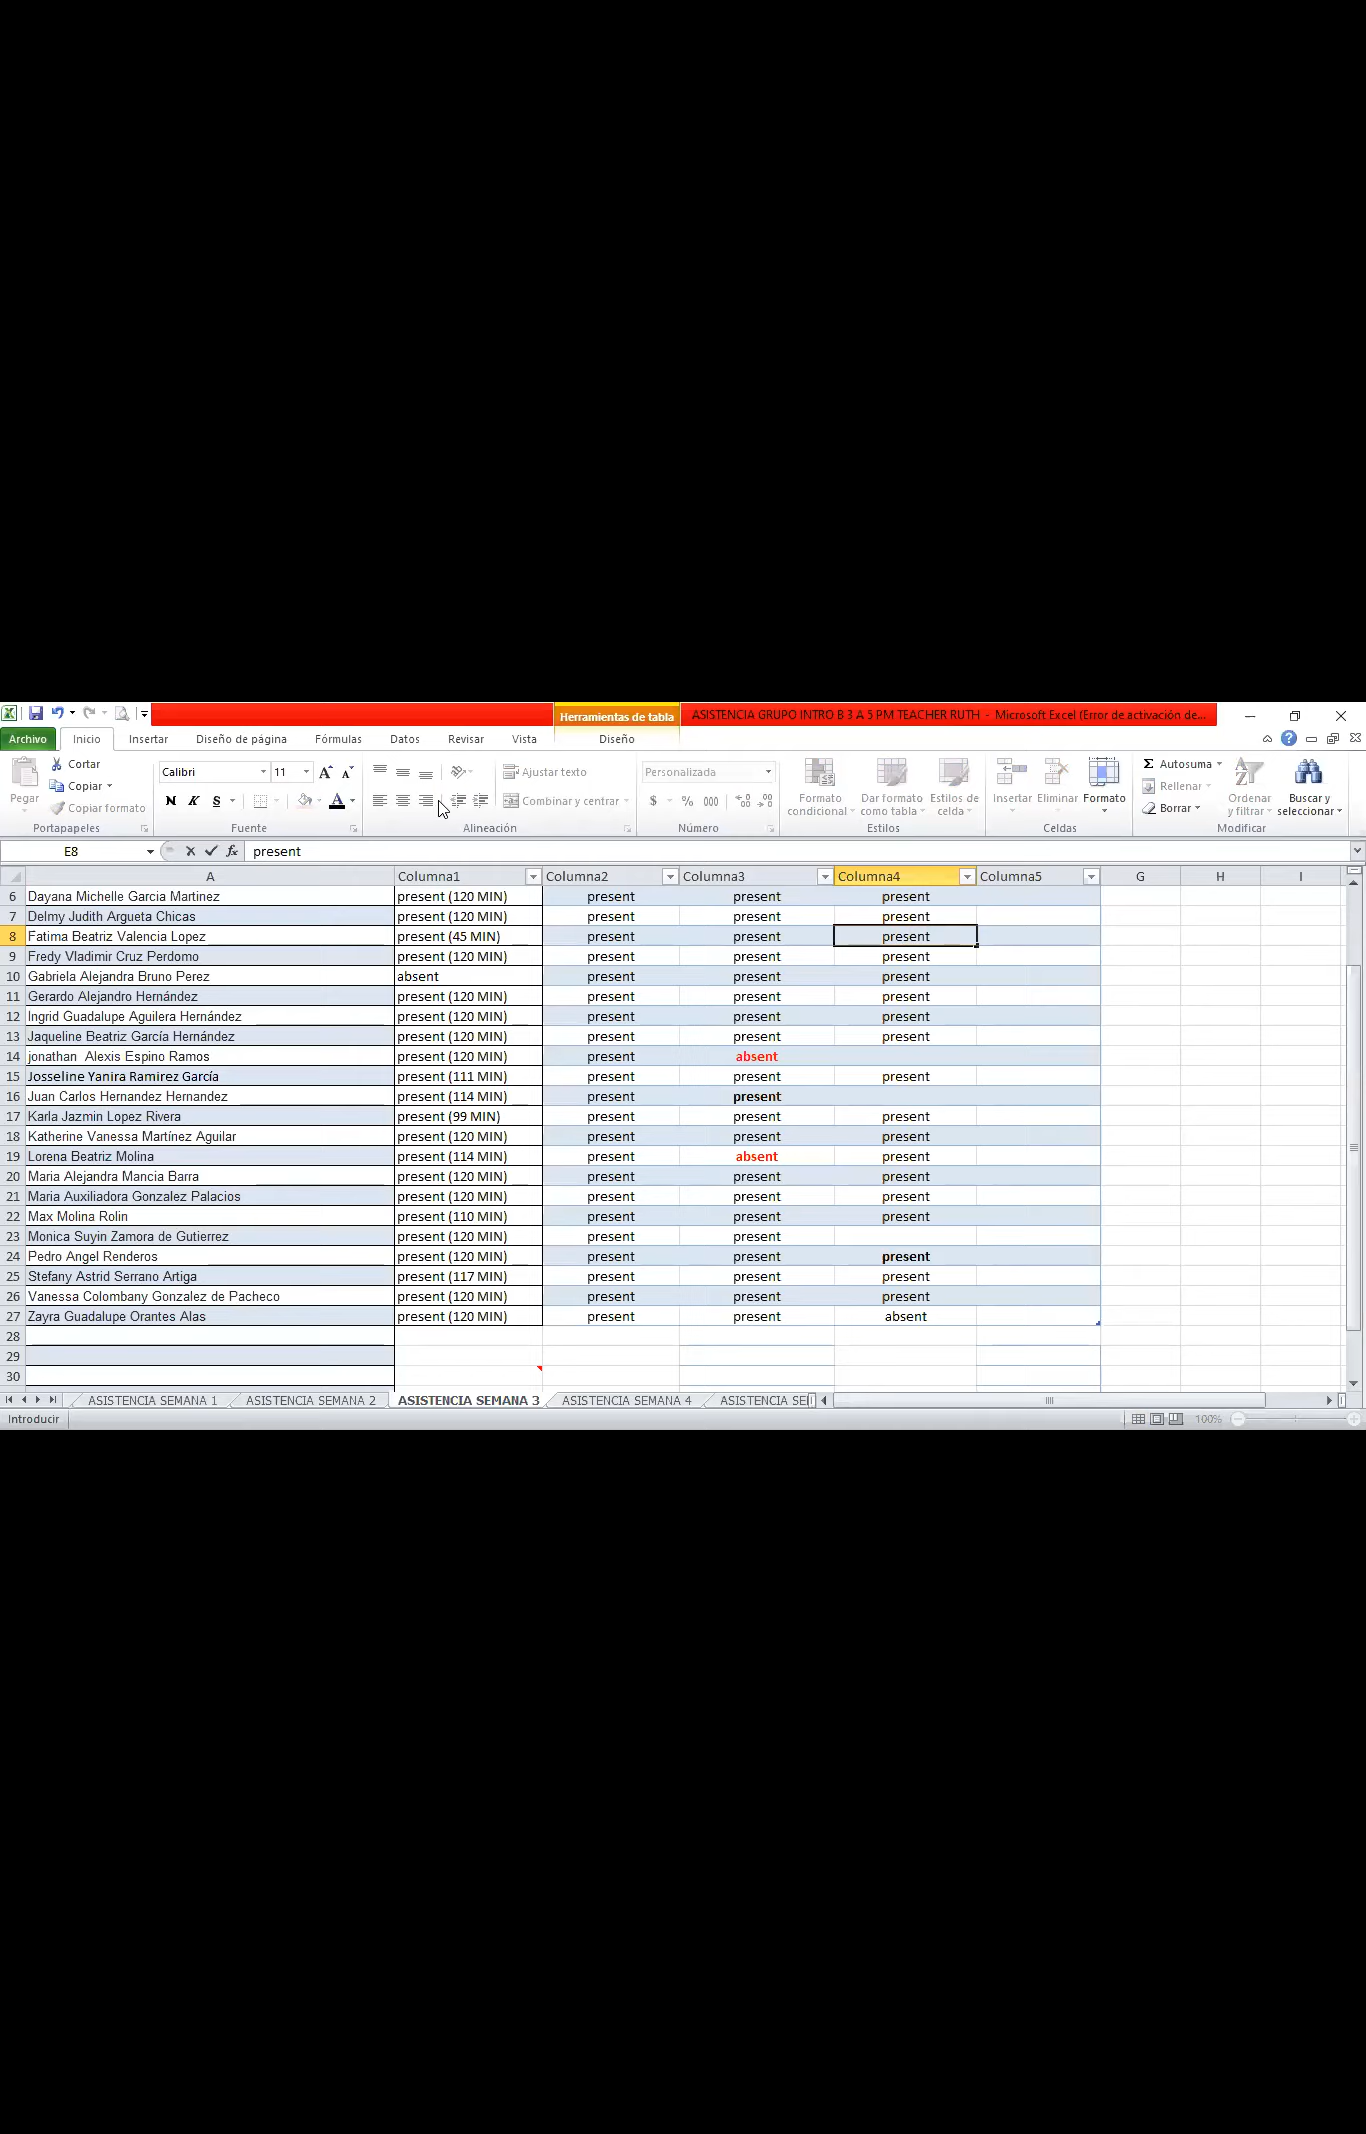 Herramientas de tabla
ASISTENCIA GRUPO INTRO B 3 A 5 PM TEACHER RUTH - Microsoft Excel (Error de activación de...
Archivo Inicio Insertar Diseño de página Fórmulas Datos Revisar Vista Diseño
Pegar
Cortar
Copiar
Copiar formato
Portapapeles
Calibri 11
N K S
Fuente
Ajustar texto
Combinar y centrar
Alineación
Personalizada
$ % 000
Número
Formato condicional
Dar formato como tabla
Estilos de celda
Estilos
Insertar Eliminar Formato
Celdas
Σ Autosuma
Rellenar
Borrar
Ordenar y filtrar
Buscar y seleccionar
Modificar
E8 fx present
A Columna1 Columna2 Columna3 Columna4 Columna5 G H I
6 Dayana Michelle Garcia Martinez present (120 MIN) present present present
7 Delmy Judith Argueta Chicas present (120 MIN) present present present
8 Fatima Beatriz Valencia Lopez present (45 MIN) present present present
9 Fredy Vladimir Cruz Perdomo present (120 MIN) present present present
10 Gabriela Alejandra Bruno Perez absent present present present
11 Gerardo Alejandro Hernández present (120 MIN) present present present
12 Ingrid Guadalupe Aguilera Hernández present (120 MIN) present present present
13 Jaqueline Beatriz García Hernández present (120 MIN) present present present
14 jonathan Alexis Espino Ramos present (120 MIN) present absent
15 Josseline Yanira Ramirez García present (111 MIN) present present present
16 Juan Carlos Hernandez Hernandez present (114 MIN) present present
17 Karla Jazmin Lopez Rivera present (99 MIN) present present present
18 Katherine Vanessa Martínez Aguilar present (120 MIN) present present present
19 Lorena Beatriz Molina present (114 MIN) present absent present
20 Maria Alejandra Mancia Barra present (120 MIN) present present present
21 Maria Auxiliadora Gonzalez Palacios present (120 MIN) present present present
22 Max Molina Rolin present (110 MIN) present present present
23 Monica Suyin Zamora de Gutierrez present (120 MIN) present present
24 Pedro Angel Renderos present (120 MIN) present present present
25 Stefany Astrid Serrano Artiga present (117 MIN) present present present
26 Vanessa Colombany Gonzalez de Pacheco present (120 MIN) present present present
27 Zayra Guadalupe Orantes Alas present (120 MIN) present present absent
28
29
30
ASISTENCIA SEMANA 1 ASISTENCIA SEMANA 2 ASISTENCIA SEMANA 3 ASISTENCIA SEMANA 4 ASISTENCIA SE
Introducir 100%